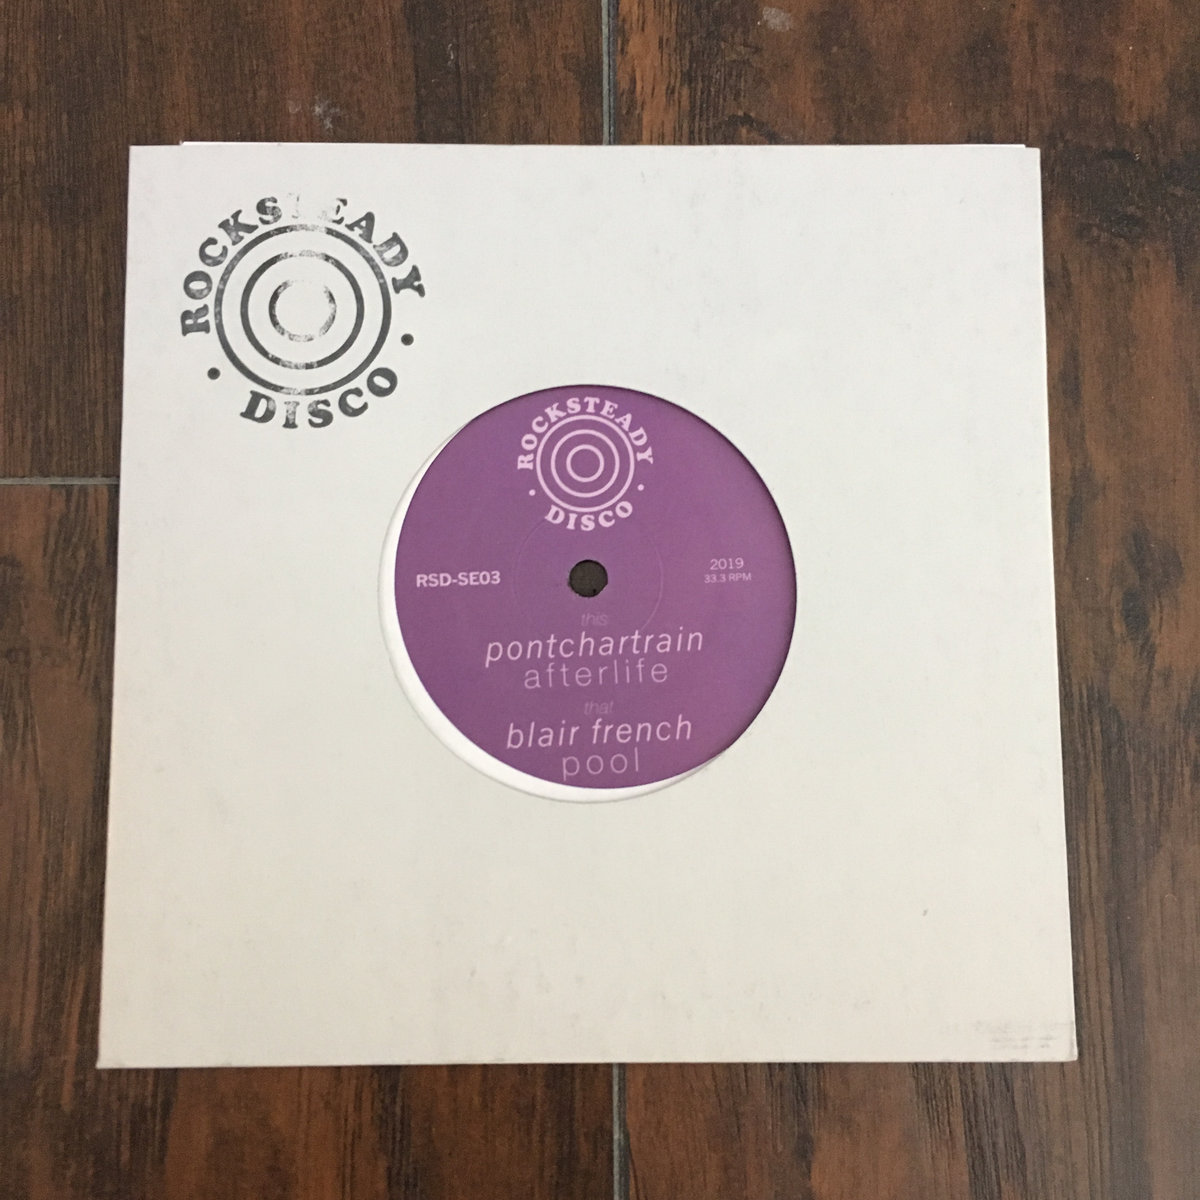 ROCKSTEADY
DISCO
ROCKSTEADY
DISCO
RSD-SE03
2019
33.3 RPM
this
pontchartrain
afterlife
that
blair french
pool